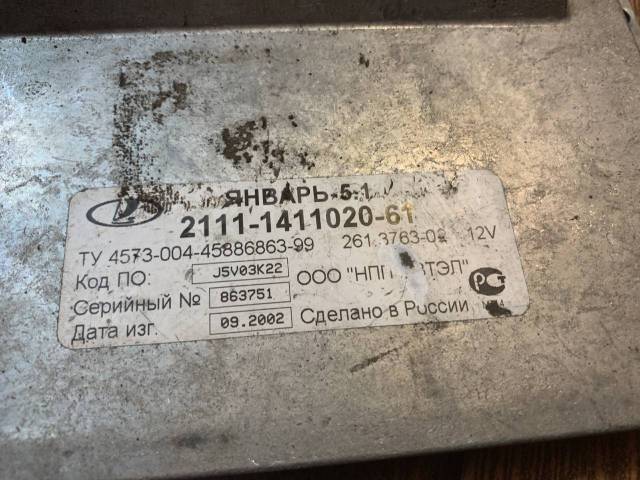 ЯНВАРЬ-5-1
2111-1411020-61
ТУ 4573-004-45886863-99 12V
Код ПО: J5V03K22 ООО
Серийный № 863751
Дата изг. 09.2002 Сделано в России